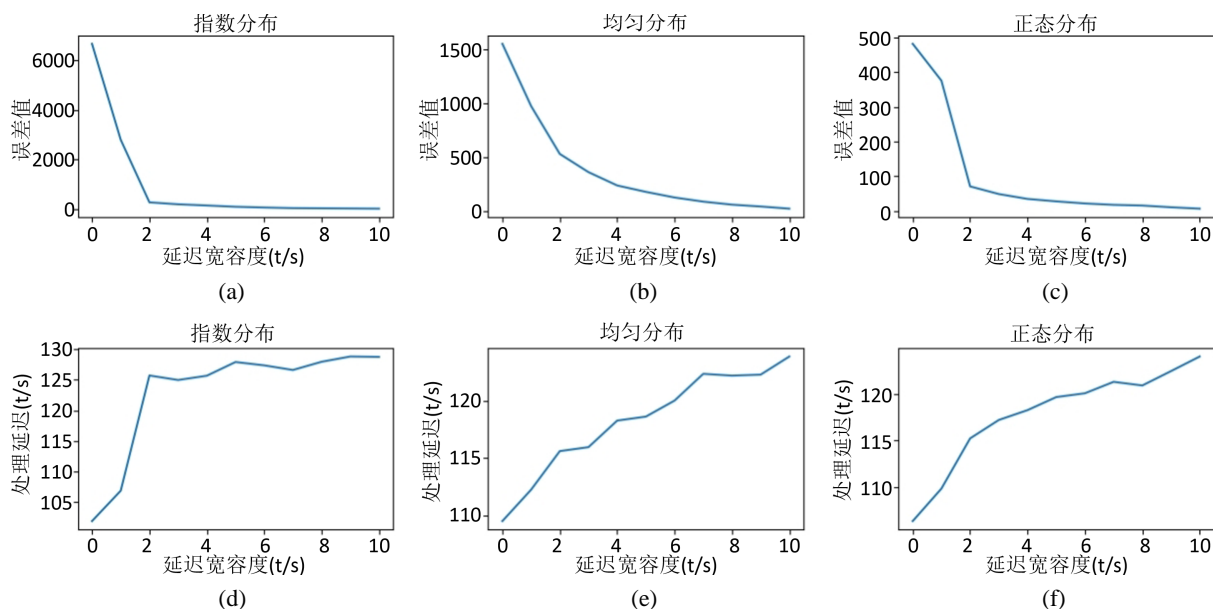 指数分布
均匀分布
正态分布
误差值
6000
4000
2000
0
0 2 4 6 8 10
延迟宽容度(t/s)
误差值
1500
1000
500
0
0 2 4 6 8 10
延迟宽容度(t/s)
误差值
500
400
300
200
100
0
0 2 4 6 8 10
延迟宽容度(t/s)
(a)
(b)
(c)
指数分布
均匀分布
正态分布
处理延迟(t/s)
130
125
120
115
110
105
0 2 4 6 8 10
延迟宽容度(t/s)
处理延迟(t/s)
120
115
110
0 2 4 6 8 10
延迟宽容度(t/s)
处理延迟(t/s)
120
115
110
0 2 4 6 8 10
延迟宽容度(t/s)
(d)
(e)
(f)